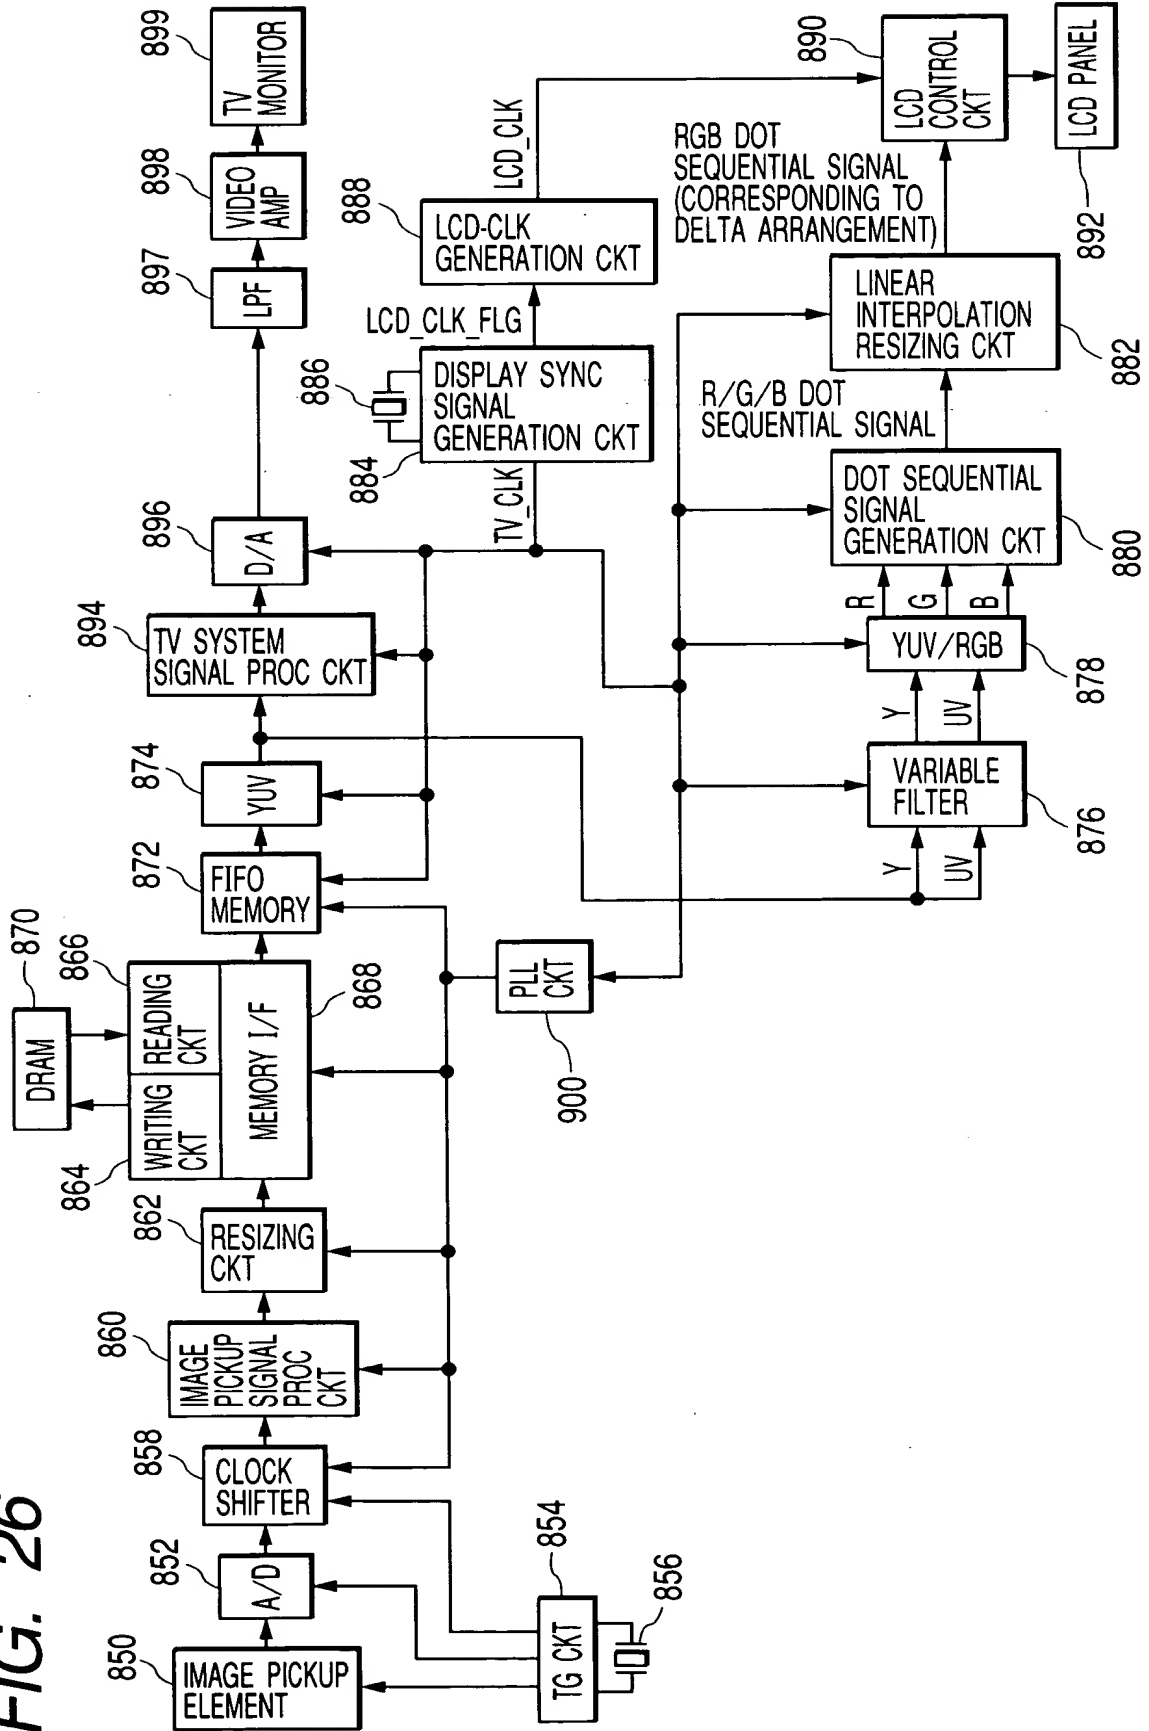 FIG. 26
850
IMAGE PICKUP
ELEMENT
852
A/D
854
TG CKT
856
858
CLOCK
SHIFTER
860
IMAGE
PICKUP
SIGNAL
PROC
CKT
862
RESIZING
CKT
864
WRITING
CKT
866
READING
CKT
MEMORY I/F
868
870
DRAM
872
FIFO
MEMORY
874
YUV
894
TV SYSTEM
SIGNAL PROC CKT
896
D/A
897
LPF
898
VIDEO
AMP
899
TV
MONITOR
900
PLL
CKT
TV_CLK
884
886
DISPLAY SYNC
SIGNAL
GENERATION CKT
LCD_CLK_FLG
888
LCD-CLK
GENERATION CKT
LCD_CLK
Y
UV
VARIABLE
FILTER
876
Y
UV
YUV/RGB
878
R
G
B
DOT SEQUENTIAL
SIGNAL
GENERATION CKT
880
R/G/B DOT
SEQUENTIAL SIGNAL
LINEAR
INTERPOLATION
RESIZING CKT
882
RGB DOT
SEQUENTIAL SIGNAL
(CORRESPONDING TO
DELTA ARRANGEMENT)
890
LCD
CONTROL
CKT
LCD PANEL
892